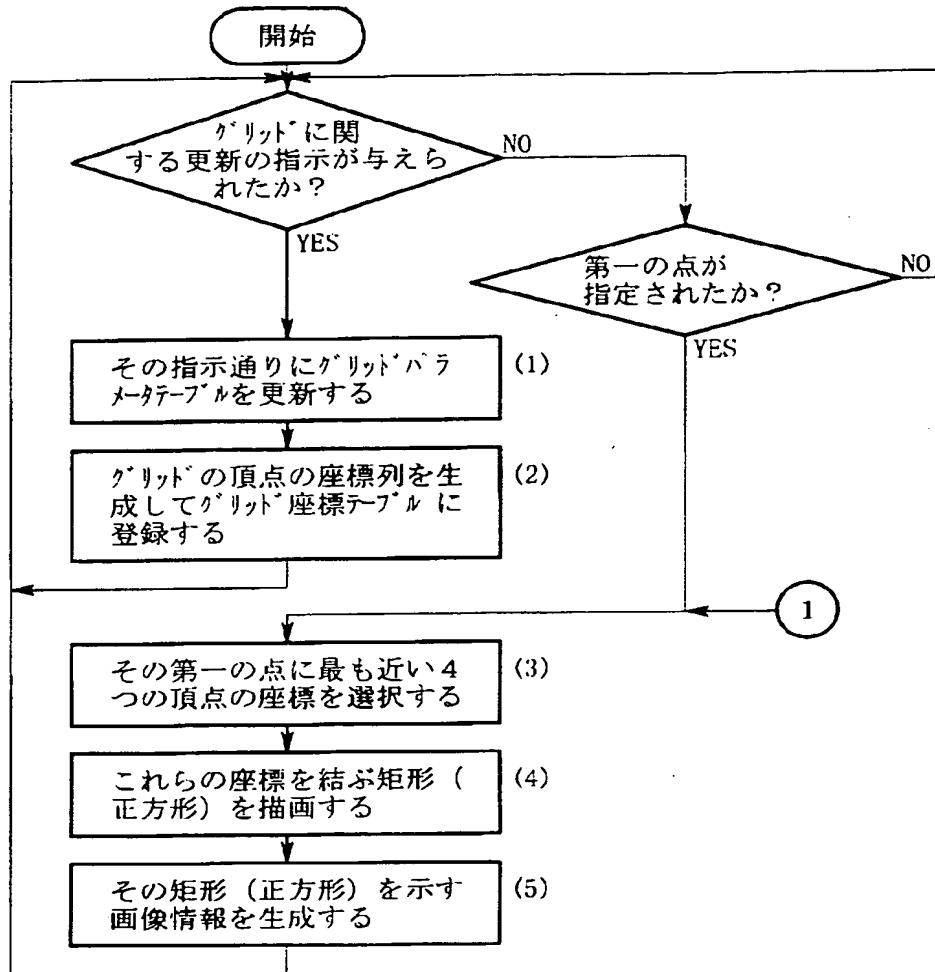 開始
グリッドに関
する更新の指示が与えら
れたか?
NO
YES
第一の点が
指定されたか?
NO
YES
その指示通りにグリッドパラ
メータテーブルを更新する
(1)
グリッドの頂点の座標列を生
成してグリッド座標テーブルに
登録する
(2)
1
その第一の点に最も近い4
つの頂点の座標を選択する
(3)
これらの座標を結ぶ矩形(
正方形)を描画する
(4)
その矩形(正方形)を示す
画像情報を生成する
(5)